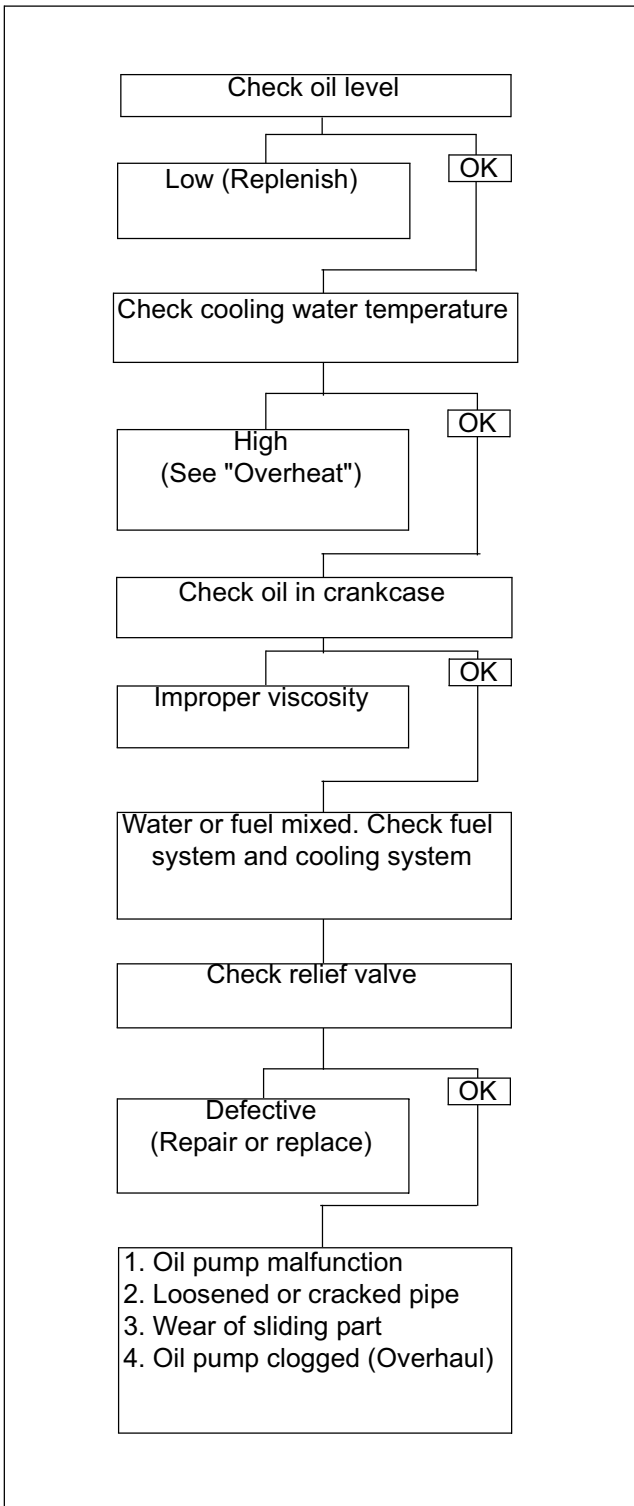 Check oil level
OK
Low (Replenish)
Check cooling water temperature
OK
High
(See "Overheat")
Check oil in crankcase
OK
Improper viscosity
Water or fuel mixed. Check fuel
system and cooling system
Check relief valve
OK
Defective
(Repair or replace)
1. Oil pump malfunction
2. Loosened or cracked pipe
3. Wear of sliding part
4. Oil pump clogged (Overhaul)